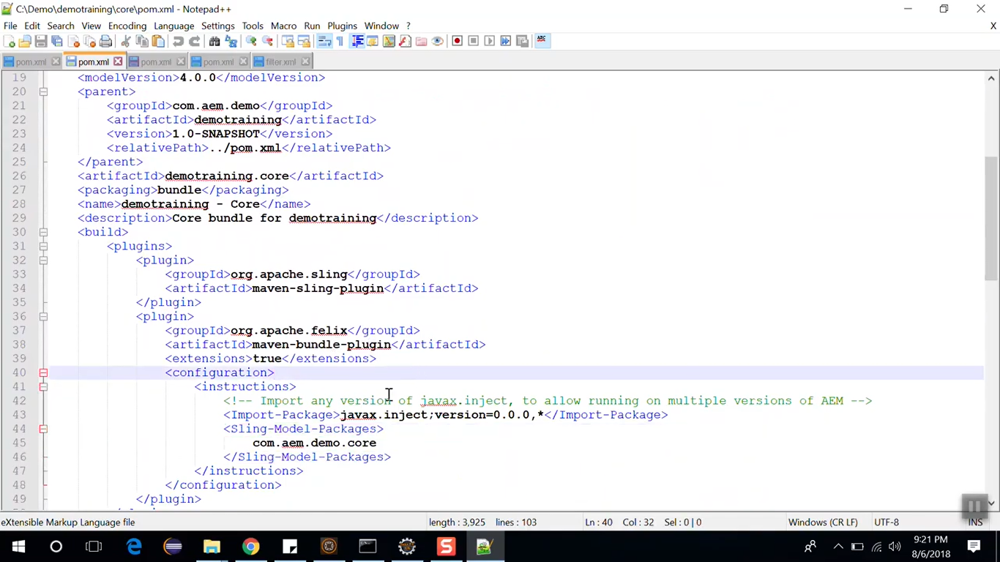 C:\Demo\demotraining\core\pom.xml - Notepad++
File Edit Search View Encoding Language Settings Tools Macro Run Plugins Window ? X
ABC
pom.xml pom.xml pom.xml pom.xml filter.xml
19 <modelVersion>4.0.0</modelVersion>
20 <parent>
21 <groupId>com.aem.demo</groupId>
22 <artifactId>demotraining</artifactId>
23 <version>1.0-SNAPSHOT</version>
24 <relativePath>../pom.xml</relativePath>
25 </parent>
26 <artifactId>demotraining.core</artifactId>
27 <packaging>bundle</packaging>
28 <name>demotraining - Core</name>
29 <description>Core bundle for demotraining</description>
30 <build>
31 <plugins>
32 <plugin>
33 <groupId>org.apache.sling</groupId>
34 <artifactId>maven-sling-plugin</artifactId>
35 </plugin>
36 <plugin>
37 <groupId>org.apache.felix</groupId>
38 <artifactId>maven-bundle-plugin</artifactId>
39 <extensions>true</extensions>
40 <configuration>
41 <instructions>
42 <!-- Import any version of javax.inject, to allow running on multiple versions of AEM -->
43 <Import-Package>javax.inject;version=0.0.0,*</Import-Package>
44 <Sling-Model-Packages>
45 com.aem.demo.core
46 </Sling-Model-Packages>
47 </instructions>
48 </configuration>
49 </plugin>
eXtensible Markup Language file length : 3,925 lines : 103 Ln : 40 Col : 32 Sel : 0 | 0 Windows (CR LF) UTF-8 INS
S
9:21 PM
8/6/2018